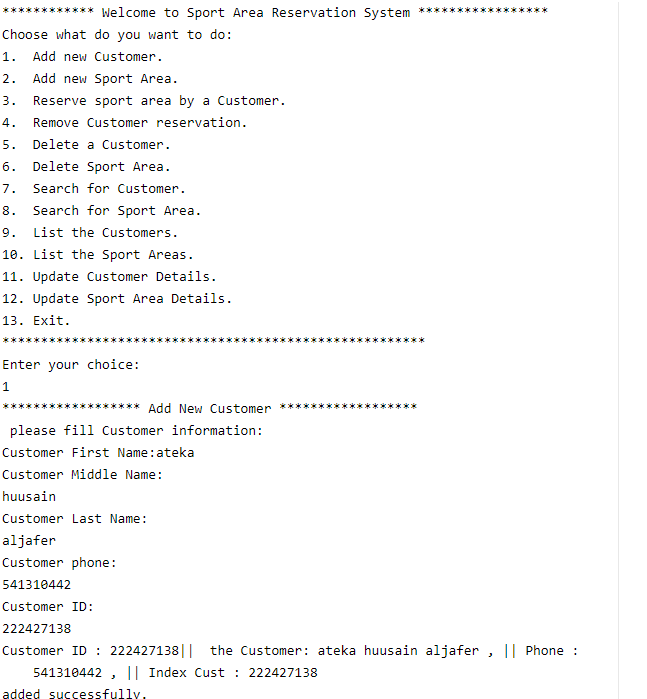 ************ Welcome to Sport Area Reservation System *****************
Choose what do you want to do:
1.  Add new Customer.
2.  Add new Sport Area.
3.  Reserve sport area by a Customer.
4.  Remove Customer reservation.
5.  Delete a Customer.
6.  Delete Sport Area.
7.  Search for Customer.
8.  Search for Sport Area.
9.  List the Customers.
10. List the Sport Areas.
11. Update Customer Details.
12. Update Sport Area Details.
13. Exit.
*******************************************************
Enter your choice:
1
****************** Add New Customer ******************
 please fill Customer information:
Customer First Name:ateka
Customer Middle Name:
huusain
Customer Last Name:
aljafer
Customer phone:
541310442
Customer ID:
222427138
Customer ID : 222427138||  the Customer: ateka huusain aljafer , || Phone :
    541310442 , || Index Cust : 222427138
added successfully.